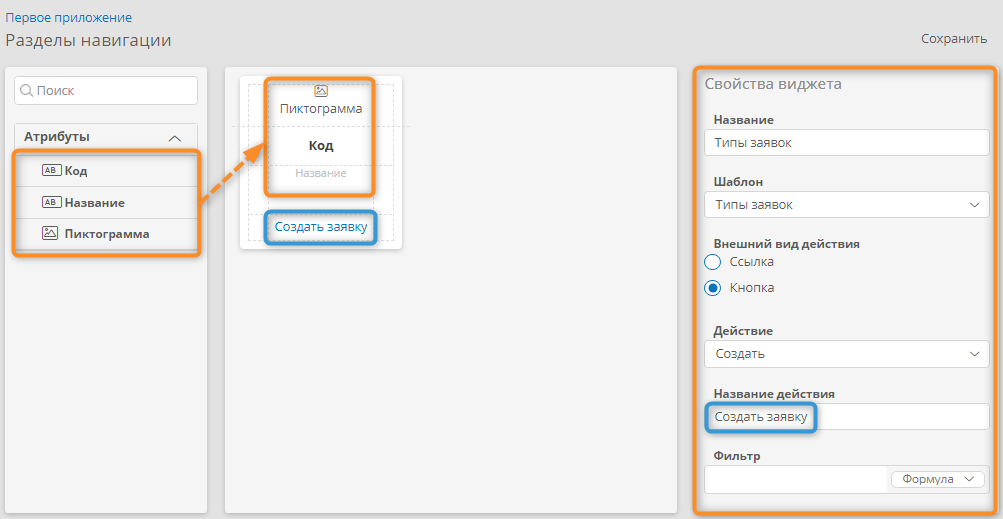 Первое приложение
Разделы навигации
Сохранить
Поиск
Атрибуты
AB Код
AB Название
Пиктограмма
Пиктограмма
Код
Название
Создать заявку
Свойства виджета
Название
Типы заявок
Шаблон
Типы заявок
Внешний вид действия
Ссылка
Кнопка
Действие
Создать
Название действия
Создать заявку
Фильтр
Формула